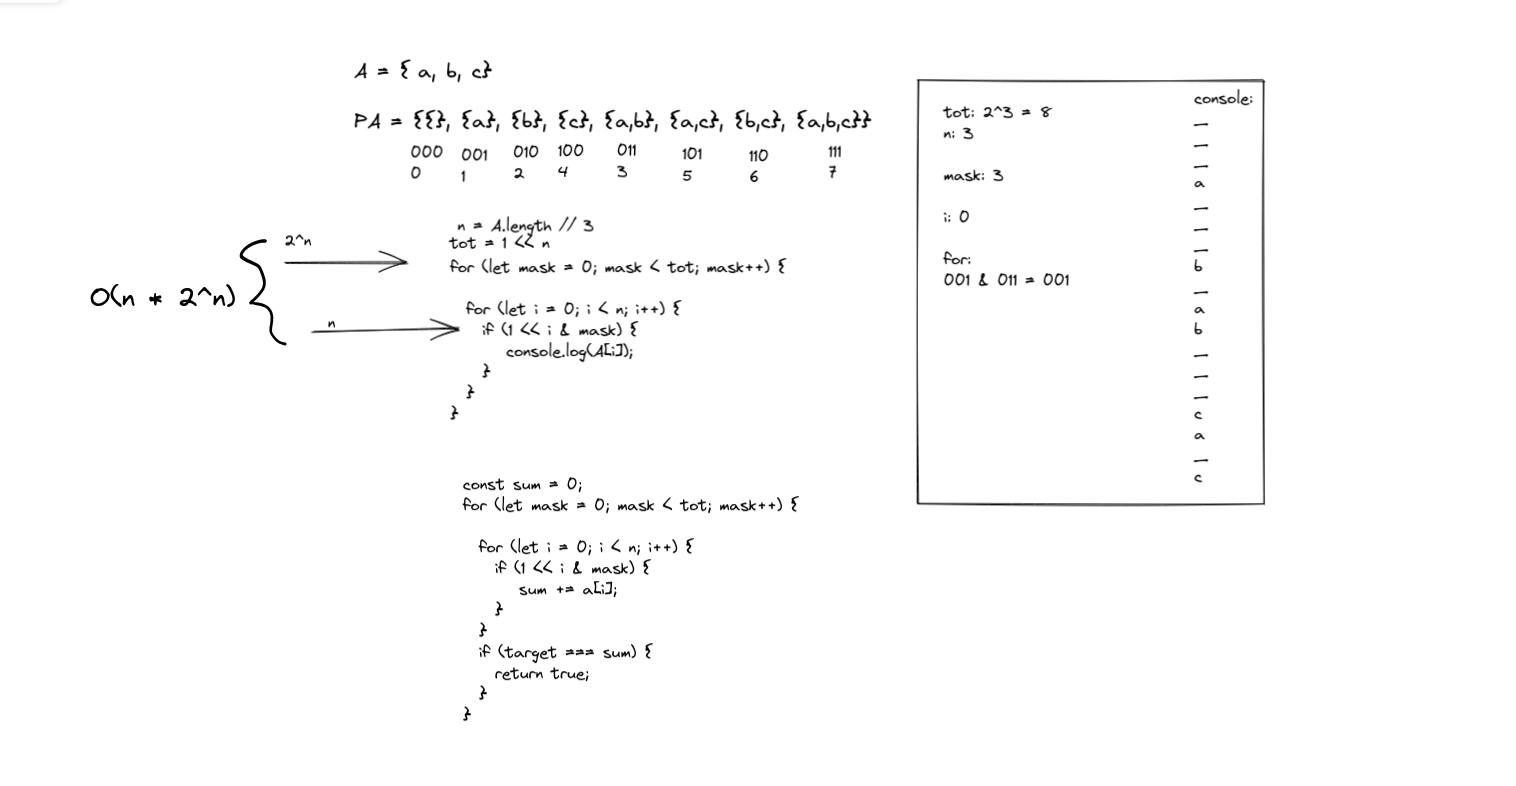 A = { a, b, c}
PA = {{}, {a}, {b}, {c}, {a,b}, {a,c}, {b,c}, {a,b,c}}
000 001 010 100 011 101 110 111
0 1 2 4 3 5 6 7
O(n * 2^n)
2^n
n
n = A.length // 3
tot = 1 << n
for (let mask = 0; mask < tot; mask++) {
for (let i = 0; i < n; i++) {
if (1 << i & mask) {
console.log(A[i]);
}
}
}
const sum = 0;
for (let mask = 0; mask < tot; mask++) {
for (let i = 0; i < n; i++) {
if (1 << i & mask) {
sum += a[i];
}
}
if (target === sum) {
return true;
}
}
tot: 2^3 = 8
n: 3
mask: 3
i: 0
for:
001 & 011 = 001
console:
—
—
—
a
—
—
—
b
—
a
b
—
—
—
c
a
—
c